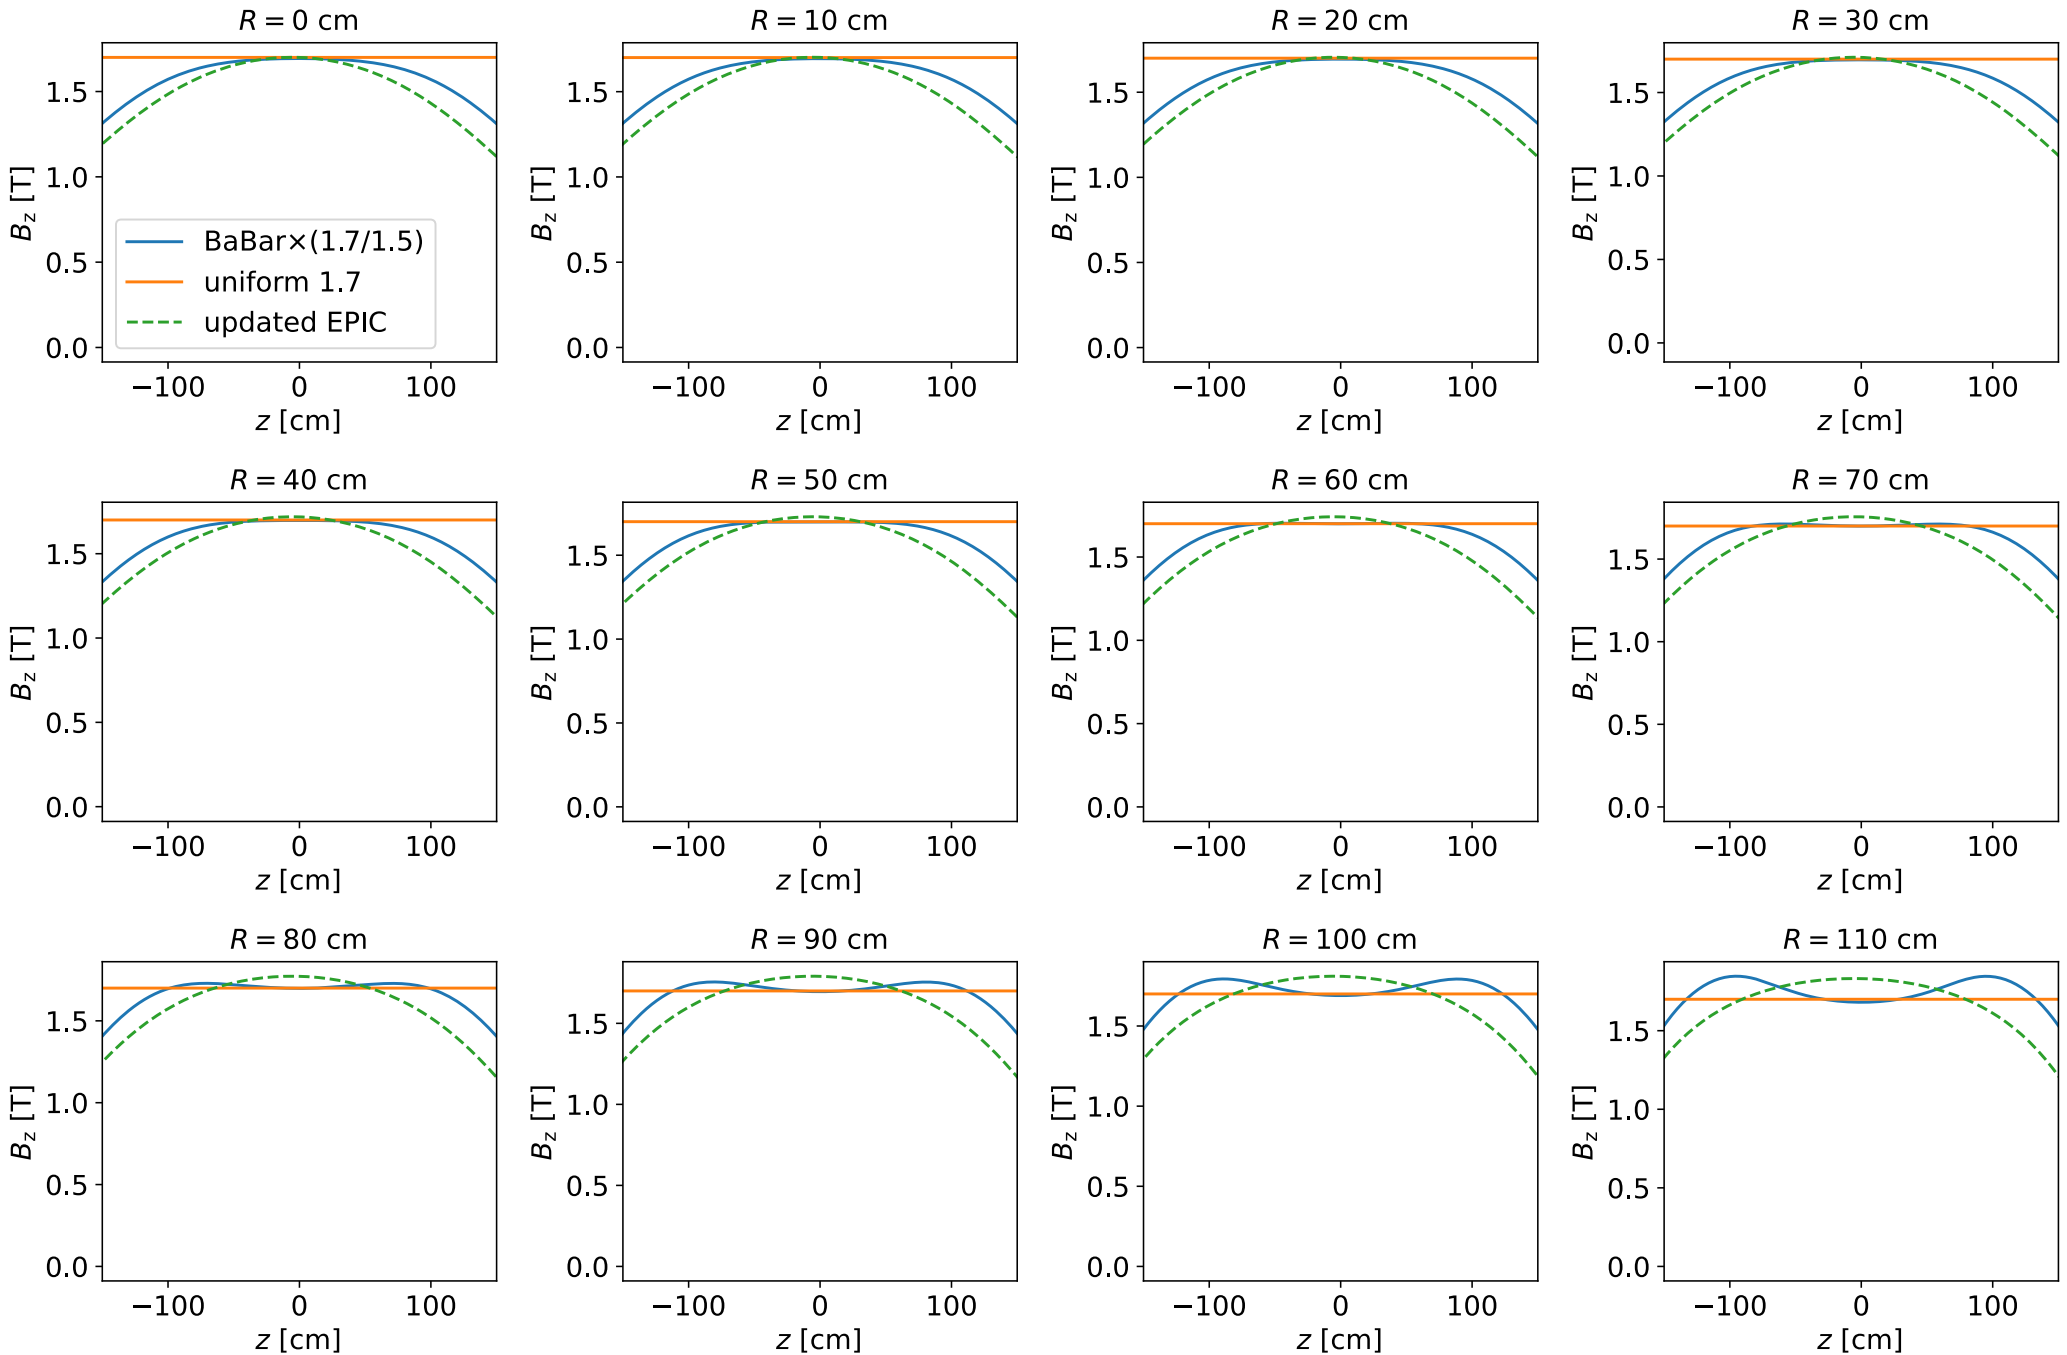 R = 0 cm
R = 10 cm
R = 20 cm
R = 30 cm
1.5
1.0
0.5
0.0
B_z [T]
BaBar×(1.7/1.5)
uniform 1.7
updated EPIC
−100 0 100
z [cm]
1.5
1.0
0.5
0.0
B_z [T]
−100 0 100
z [cm]
1.5
1.0
0.5
0.0
B_z [T]
−100 0 100
z [cm]
1.5
1.0
0.5
0.0
B_z [T]
−100 0 100
z [cm]
R = 40 cm
R = 50 cm
R = 60 cm
R = 70 cm
1.5
1.0
0.5
0.0
B_z [T]
−100 0 100
z [cm]
1.5
1.0
0.5
0.0
B_z [T]
−100 0 100
z [cm]
1.5
1.0
0.5
0.0
B_z [T]
−100 0 100
z [cm]
1.5
1.0
0.5
0.0
B_z [T]
−100 0 100
z [cm]
R = 80 cm
R = 90 cm
R = 100 cm
R = 110 cm
1.5
1.0
0.5
0.0
B_z [T]
−100 0 100
z [cm]
1.5
1.0
0.5
0.0
B_z [T]
−100 0 100
z [cm]
1.5
1.0
0.5
0.0
B_z [T]
−100 0 100
z [cm]
1.5
1.0
0.5
0.0
B_z [T]
−100 0 100
z [cm]